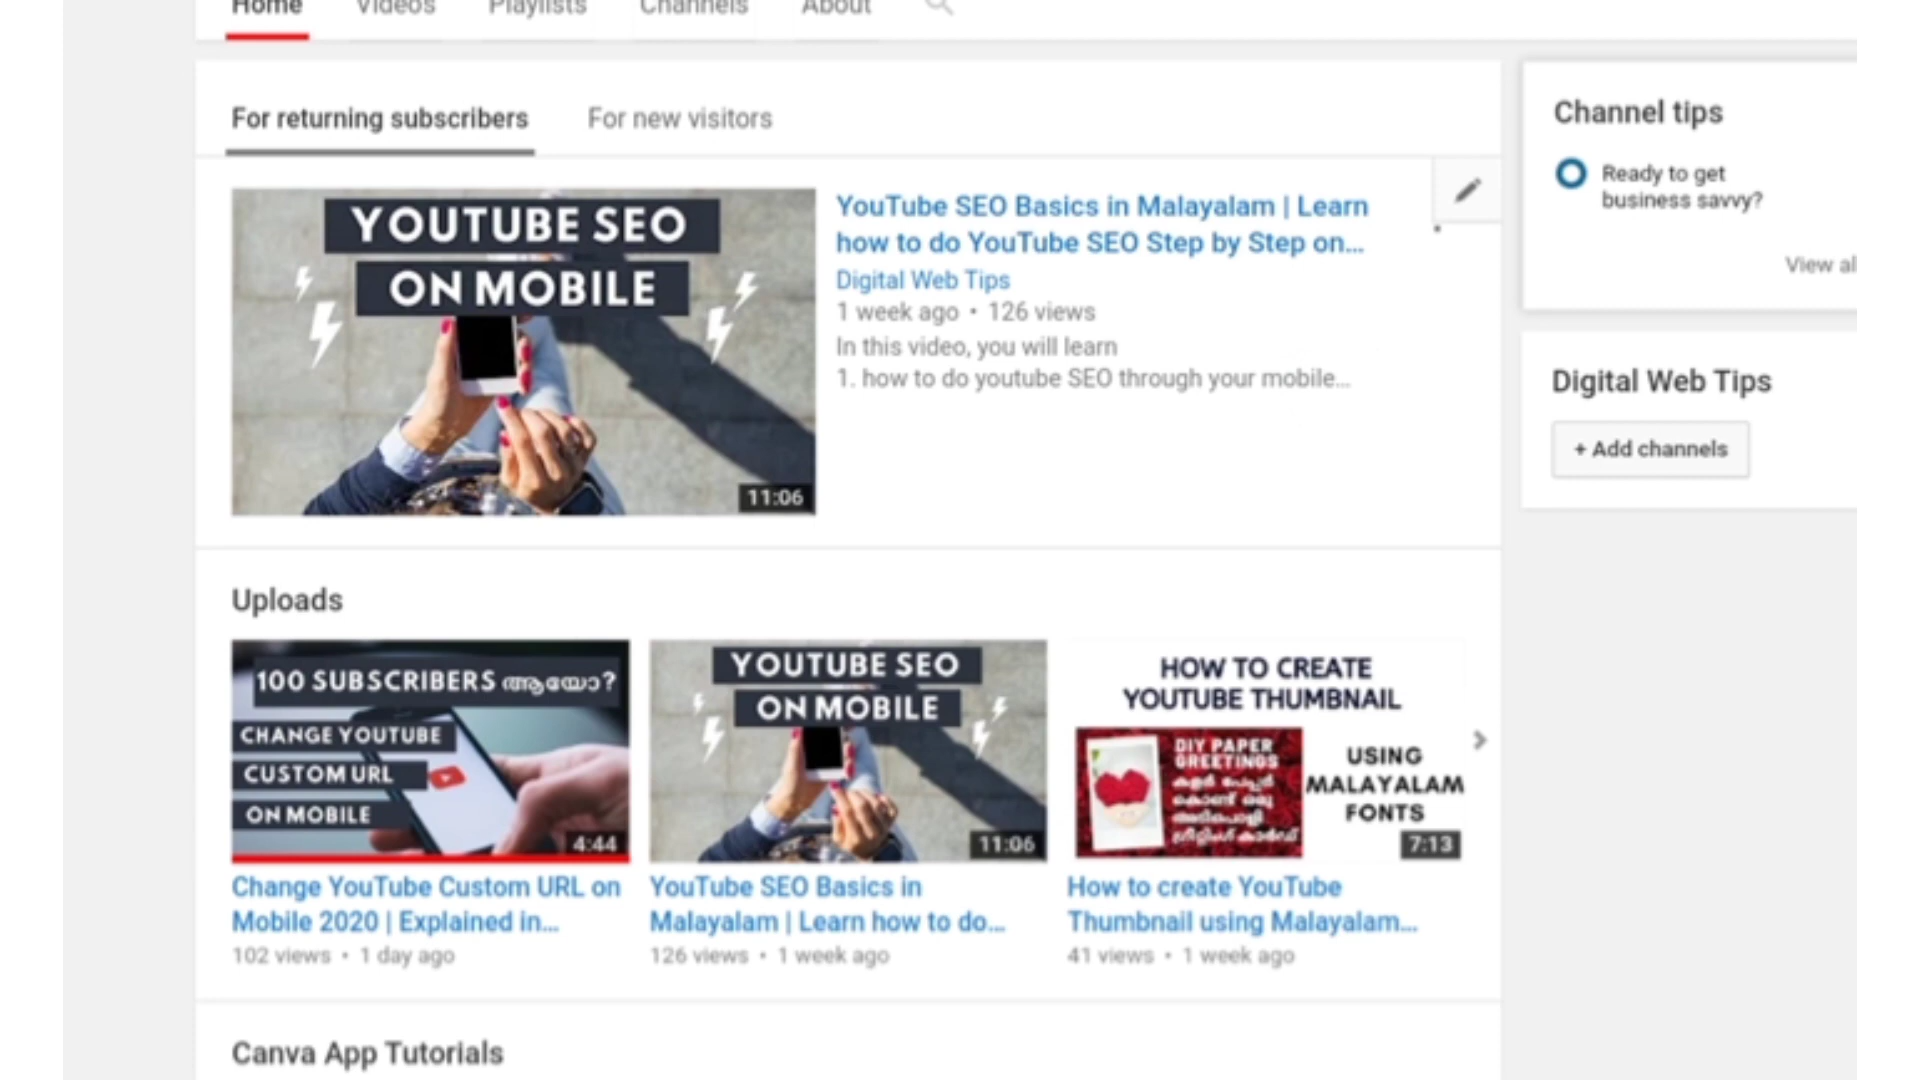 Home Videos Playlists Channels About
For returning subscribers For new visitors
YOUTUBE SEO
ON MOBILE
11:06
YouTube SEO Basics in Malayalam | Learn
how to do YouTube SEO Step by Step on...
Digital Web Tips
1 week ago • 126 views
In this video, you will learn
1. how to do youtube SEO through your mobile...
Channel tips
Ready to get
business savvy?
View al
Digital Web Tips
+ Add channels
Uploads
100 SUBSCRIBERS ആയോ?
CHANGE YOUTUBE
CUSTOM URL
ON MOBILE
4:44
Change YouTube Custom URL on
Mobile 2020 | Explained in...
102 views • 1 day ago
YOUTUBE SEO
ON MOBILE
11:06
YouTube SEO Basics in
Malayalam | Learn how to do...
126 views • 1 week ago
HOW TO CREATE
YOUTUBE THUMBNAIL
DIY PAPER
GREETINGS
കളർ പേപ്പർ
കൊണ്ട് ഒരു
അടിപൊളി
ഗ്രീറ്റിംഗ് കാർഡ്
USING
MALAYALAM
FONTS
7:13
How to create YouTube
Thumbnail using Malayalam...
41 views • 1 week ago
Canva App Tutorials